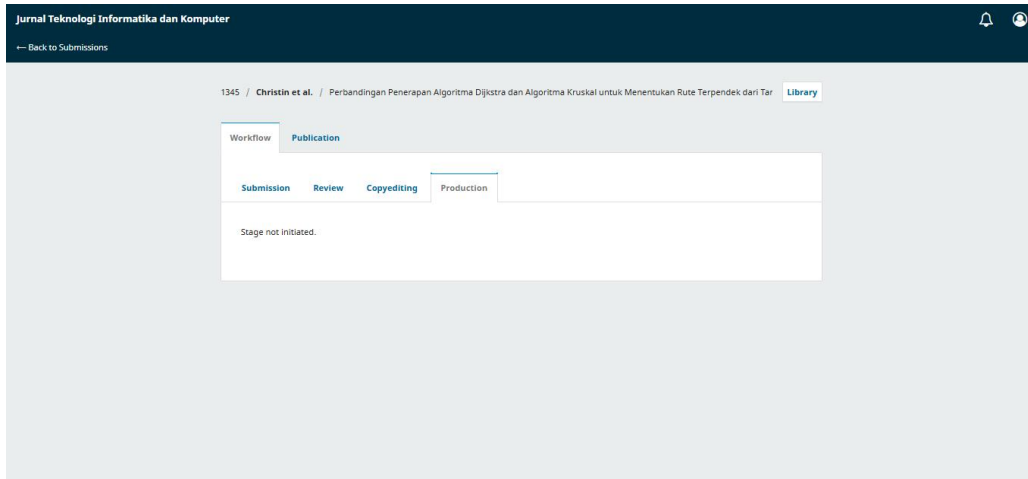 Jurnal Teknologi Informatika dan Komputer
← Back to Submissions
1345 / Christin et al. / Perbandingan Penerapan Algoritma Dijkstra dan Algoritma Kruskal untuk Menentukan Rute Terpendek dari Tar Library
Workflow Publication
Submission Review Copyediting Production
Stage not initiated.